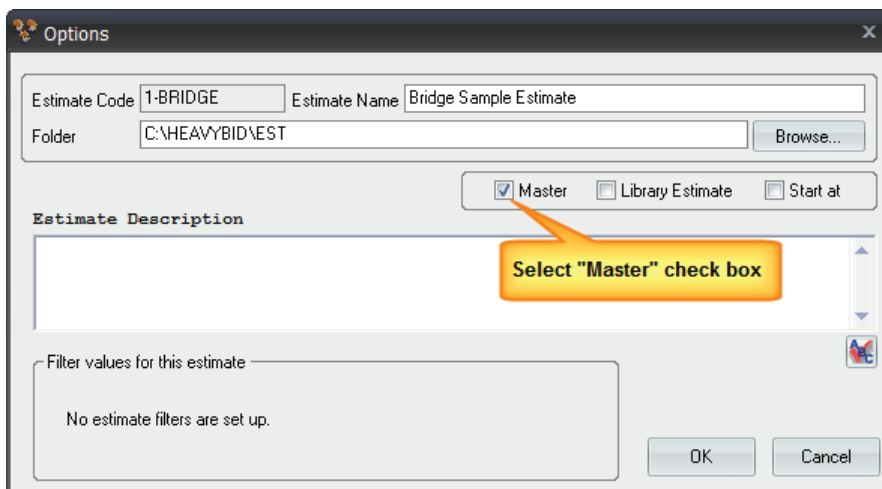 Options
Estimate Code 1-BRIDGE Estimate Name Bridge Sample Estimate
Folder C:\HEAVYBID\EST Browse...
Master Library Estimate Start at
Estimate Description
Select "Master" check box
ABC
Filter values for this estimate
No estimate filters are set up.
OK Cancel